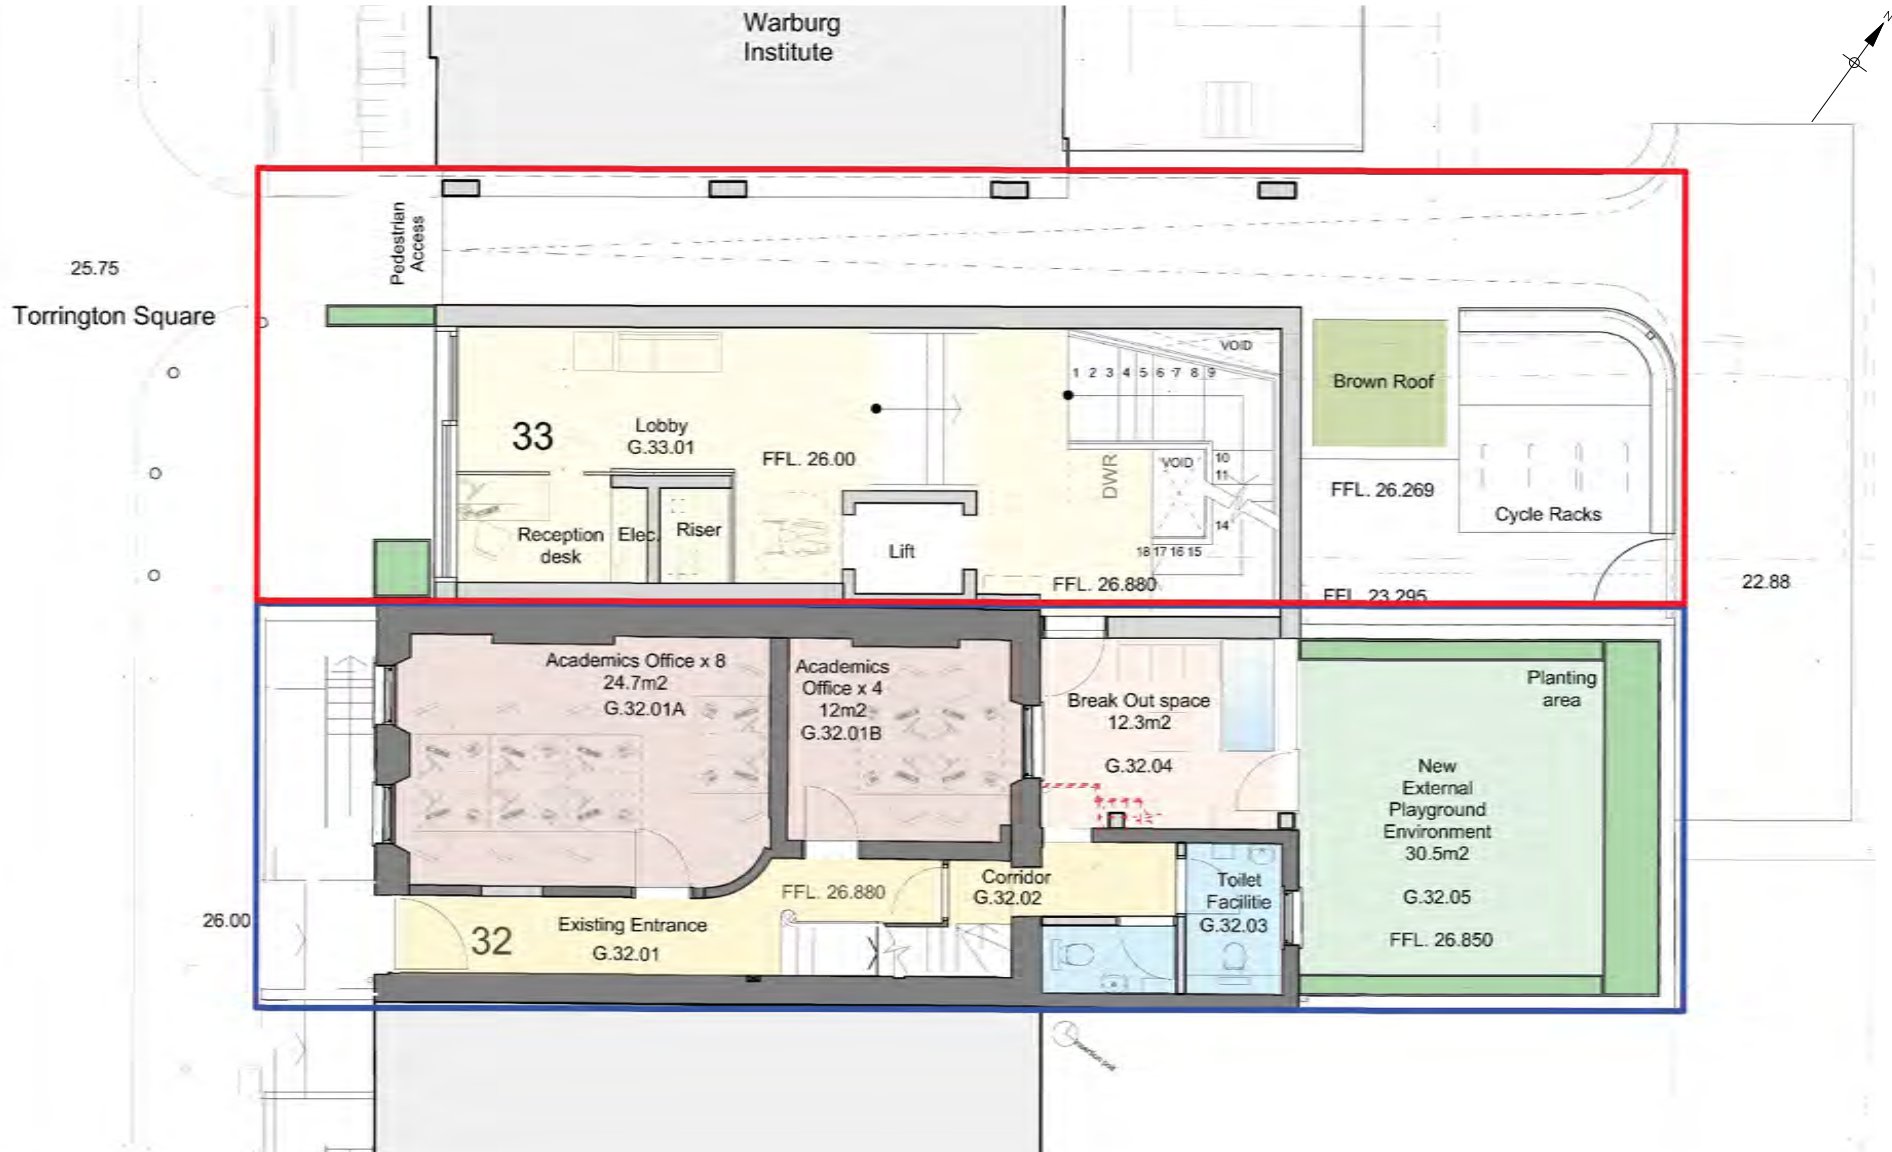 Warburg
Institute
N
Pedestrian
Access
25.75
Torrington Square
VOID
1 2 3 4 5 6 7 8 9
Brown Roof
33
Lobby
G.33.01
FFL. 26.00
DWR
VOID
10
11
FFL. 26.269
Cycle Racks
Reception
desk
Elec.
Riser
Lift
14
18 17 16 15
FFL. 26.880
FFL. 23.295
22.88
Academics Office x 8
24.7m2
G.32.01A
Academics
Office x 4
12m2
G.32.01B
Break Out space
12.3m2
G.32.04
Planting
area
New
External
Playground
Environment
30.5m2
G.32.05
FFL. 26.850
FFL. 26.880
Corridor
G.32.02
Toilet
Facilitie
G.32.03
26.00
32
Existing Entrance
G.32.01